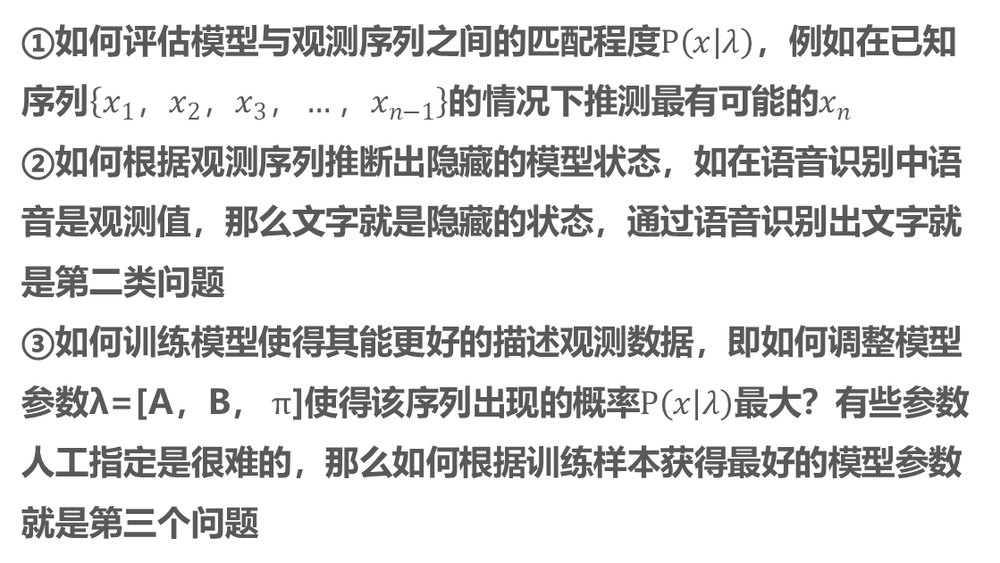 ①如何评估模型与观测序列之间的匹配程度P(x|λ)，例如在已知
序列{x₁，x₂，x₃，…，xₙ₋₁}的情况下推测最有可能的xₙ
②如何根据观测序列推断出隐藏的模型状态，如在语音识别中语
音是观测值，那么文字就是隐藏的状态，通过语音识别出文字就
是第二类问题
③如何训练模型使得其能更好的描述观测数据，即如何调整模型
参数λ=[A，B，π]使得该序列出现的概率P(x|λ)最大？有些参数
人工指定是很难的，那么如何根据训练样本获得最好的模型参数
就是第三个问题